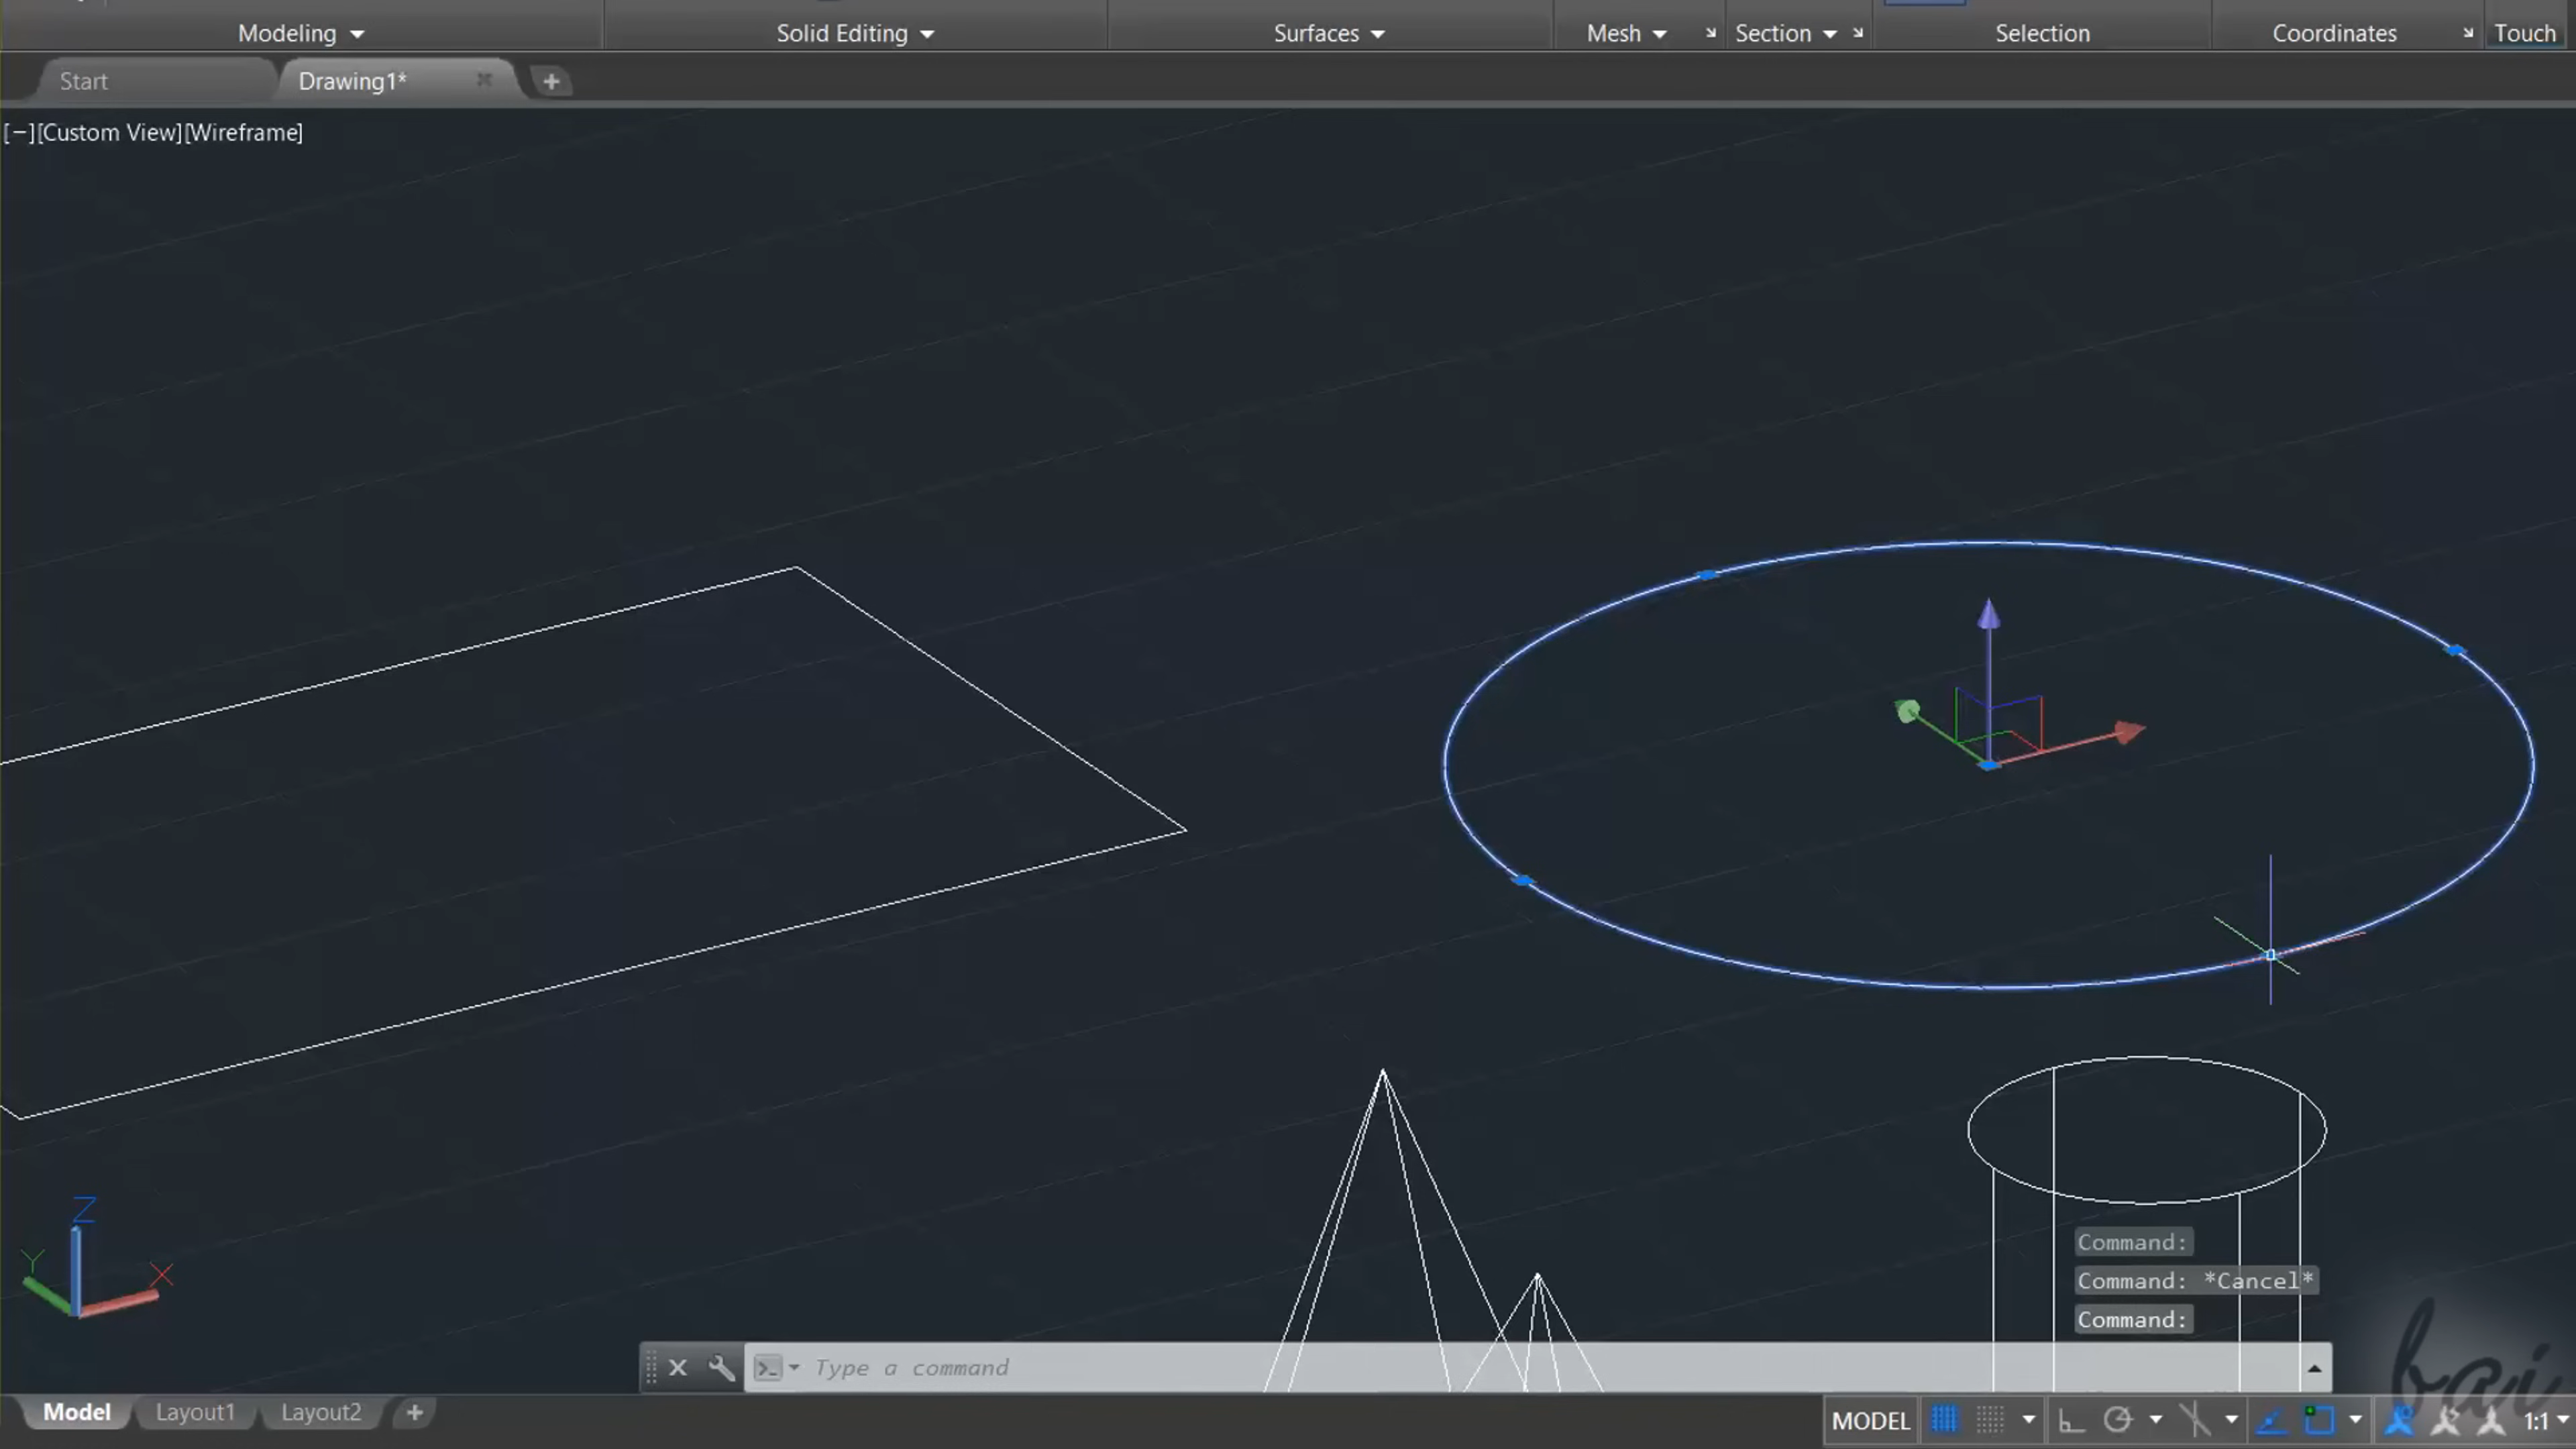 Modeling Solid Editing Surfaces Mesh Section Selection Coordinates Touch
Start Drawing1*
[−][Custom View][Wireframe]
Z
Y X
Command:
Command: *Cancel*
Command:
Type a command
Model Layout1 Layout2 MODEL 1:1
bai